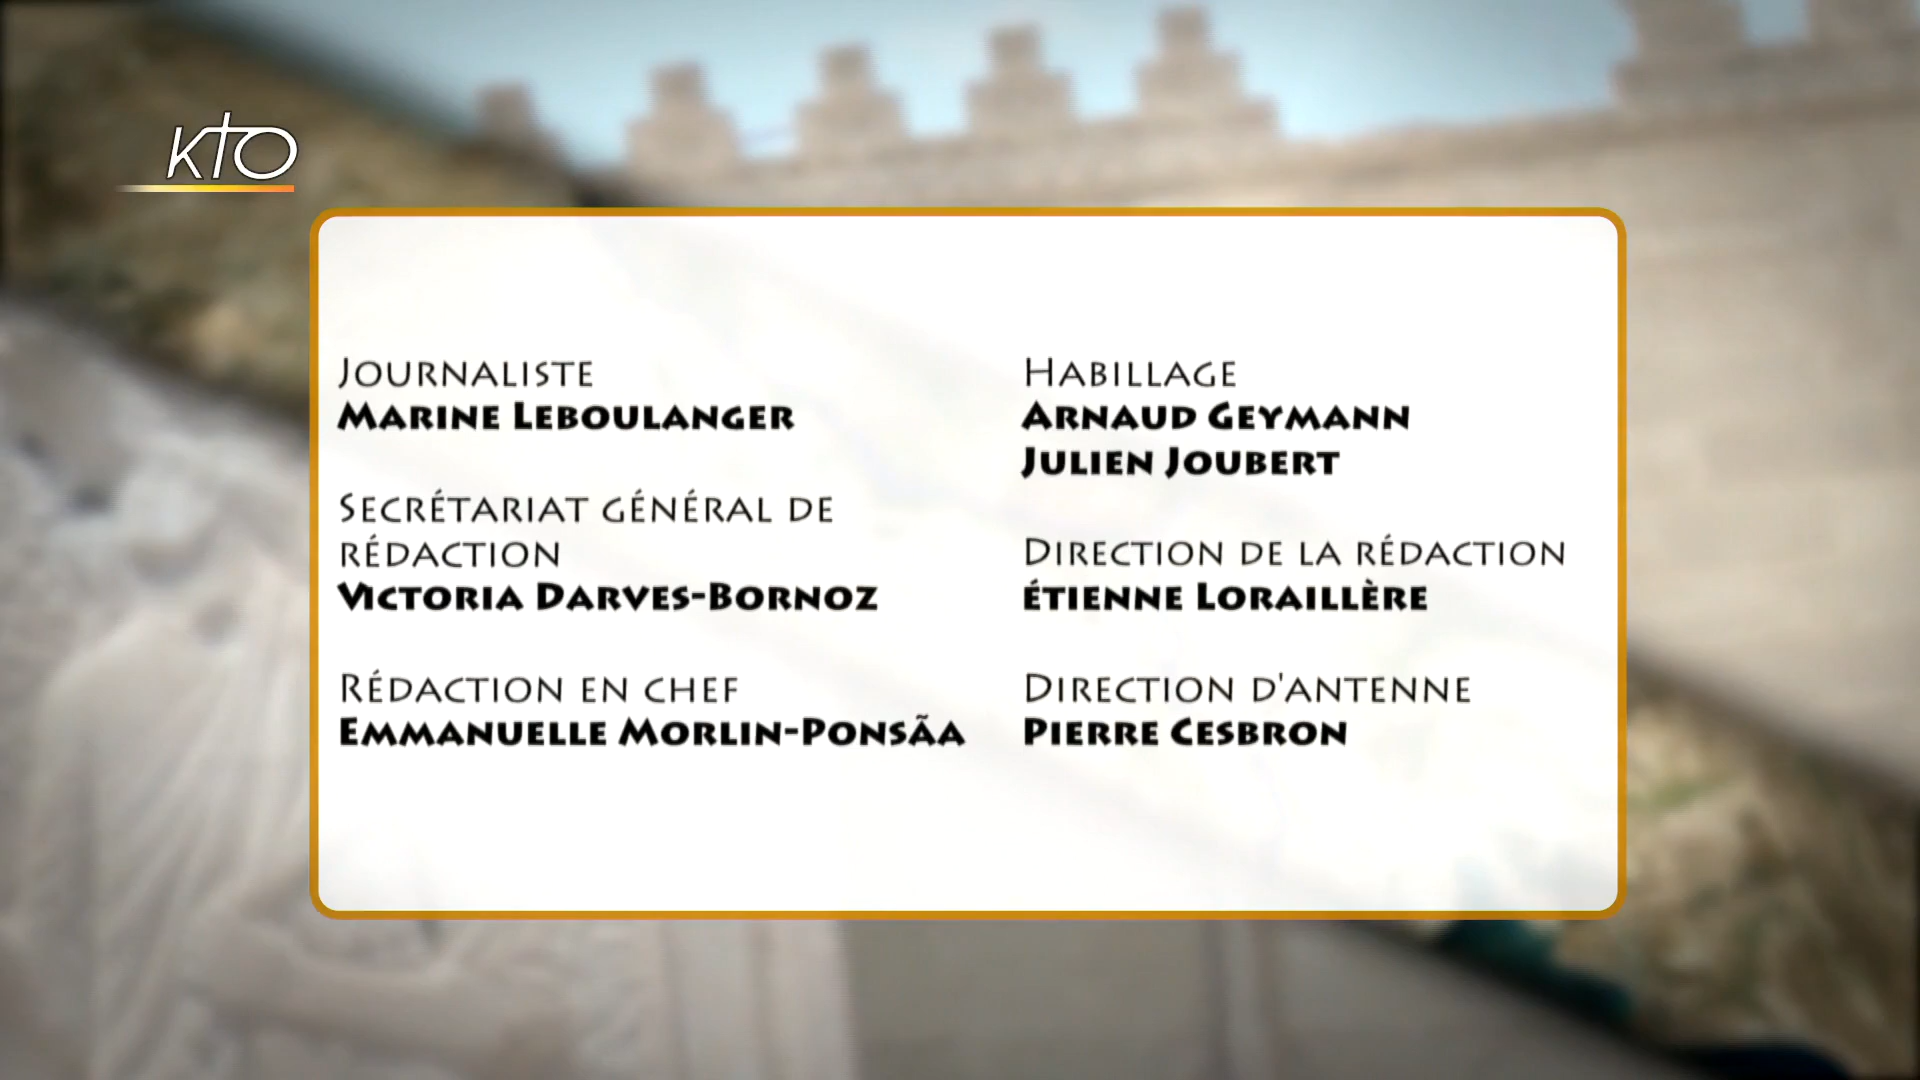 KTO
Journaliste
Marine Leboulanger
Secrétariat général de
rédaction
Victoria Darves-Bornoz
Rédaction en chef
Emmanuelle Morlin-Ponsãa
Habillage
Arnaud Geymann
Julien Joubert
Direction de la rédaction
étienne Loraillère
Direction d'antenne
Pierre Cesbron